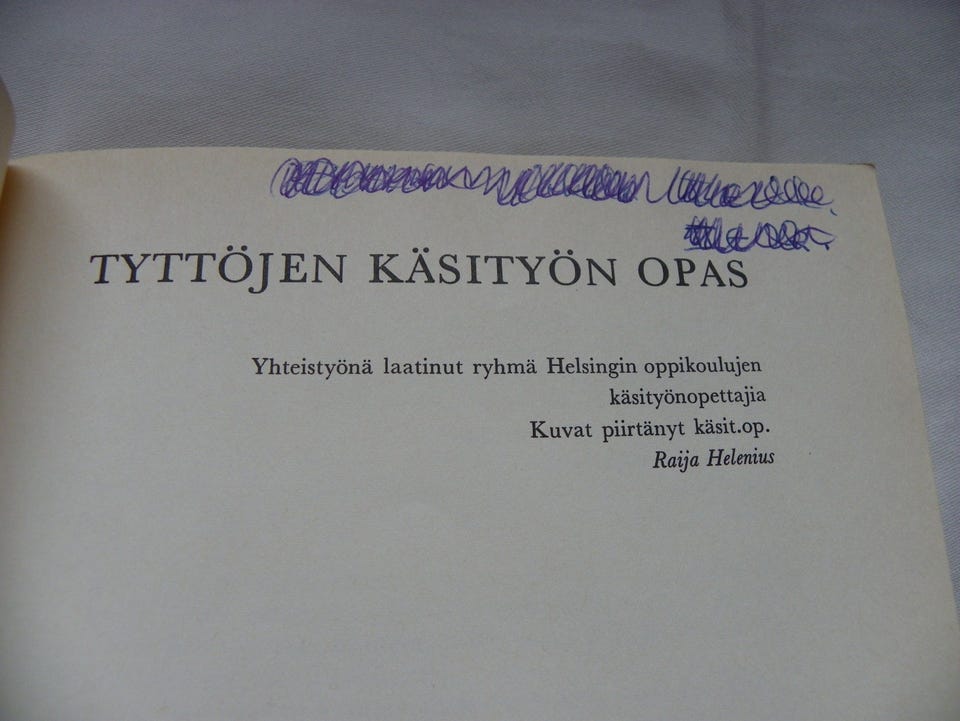 TYTTÖJEN KÄSITYÖN OPAS
Yhteistyönä laatinut ryhmä Helsingin oppikoulujen
käsityönopettajia
Kuvat piirtänyt käsit.op.
Raija Helenius